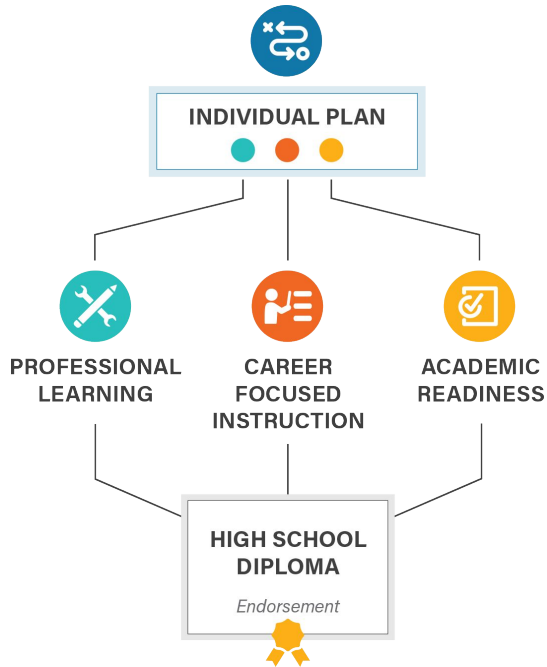 INDIVIDUAL PLAN
PROFESSIONAL
LEARNING
CAREER
FOCUSED
INSTRUCTION
ACADEMIC
READINESS
HIGH SCHOOL
DIPLOMA
Endorsement